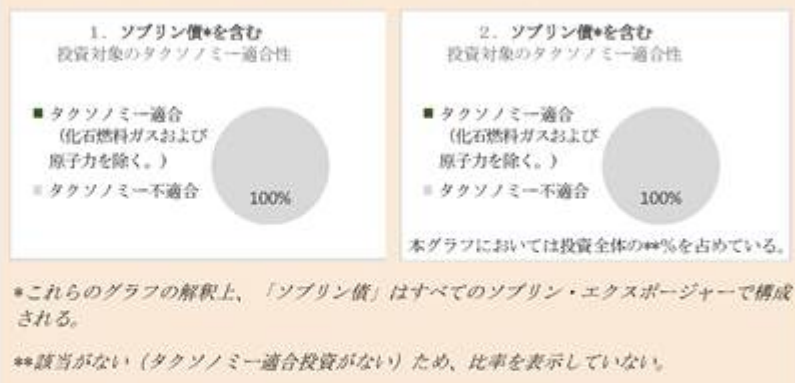 1. ソブリン債*を含む
投資対象のタクソノミー適合性
■ タクソノミー適合
（化石燃料ガスおよび
原子力を除く。）
■ タクソノミー不適合
100%
2. ソブリン債*を含む
投資対象のタクソノミー適合性
■ タクソノミー適合
（化石燃料ガスおよび
原子力を除く。）
■ タクソノミー不適合
100%
本グラフにおいては投資全体の**%を占めている。
*これらのグラフの解釈上、「ソブリン債」はすべてのソブリン・エクスポージャーで構成
される。
**該当がない（タクソノミー適合投資がない）ため、比率を表示していない。